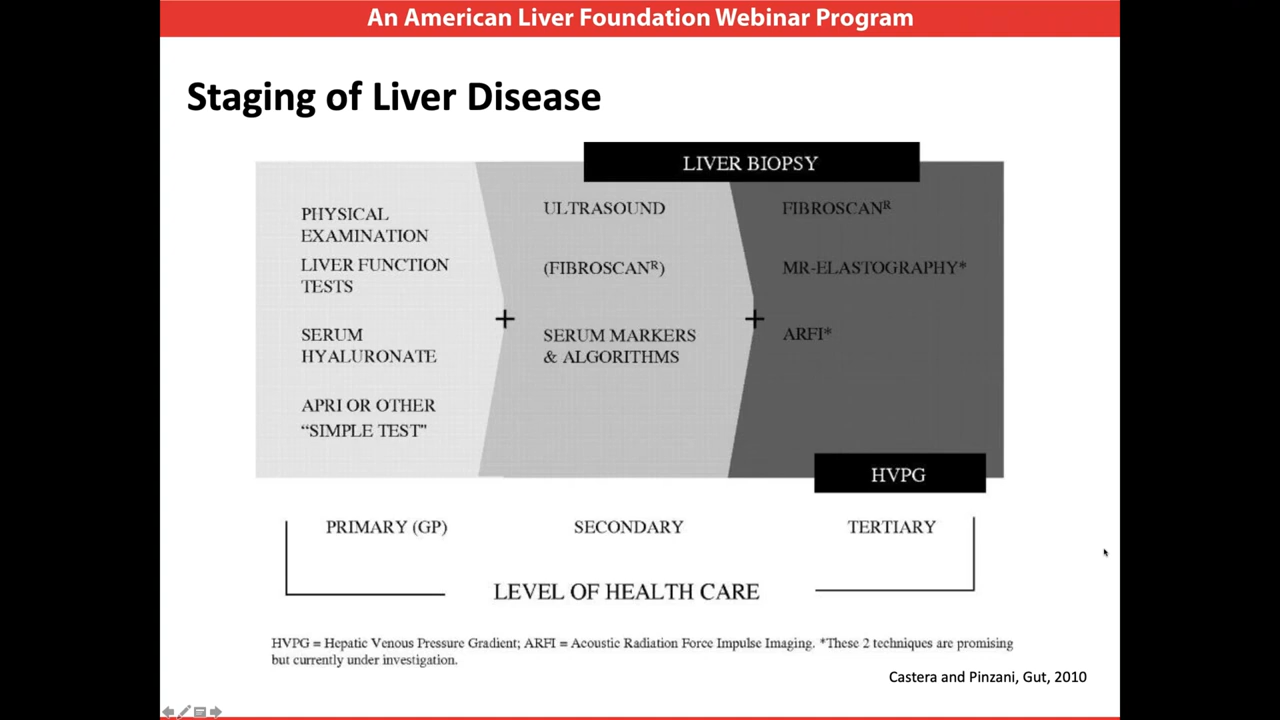 An American Liver Foundation Webinar Program
Staging of Liver Disease
LIVER BIOPSY
PHYSICAL
EXAMINATION
LIVER FUNCTION
TESTS
SERUM
HYALURONATE
APRI OR OTHER
“SIMPLE TEST"
+
ULTRASOUND
(FIBROSCANᴿ)
SERUM MARKERS
& ALGORITHMS
+
FIBROSCANᴿ
MR-ELASTOGRAPHY*
ARFI*
HVPG
PRIMARY (GP)
SECONDARY
TERTIARY
LEVEL OF HEALTH CARE
HVPG = Hepatic Venous Pressure Gradient; ARFI = Acoustic Radiation Force Impulse Imaging. *These 2 techniques are promising
but currently under investigation.
Castera and Pinzani, Gut, 2010